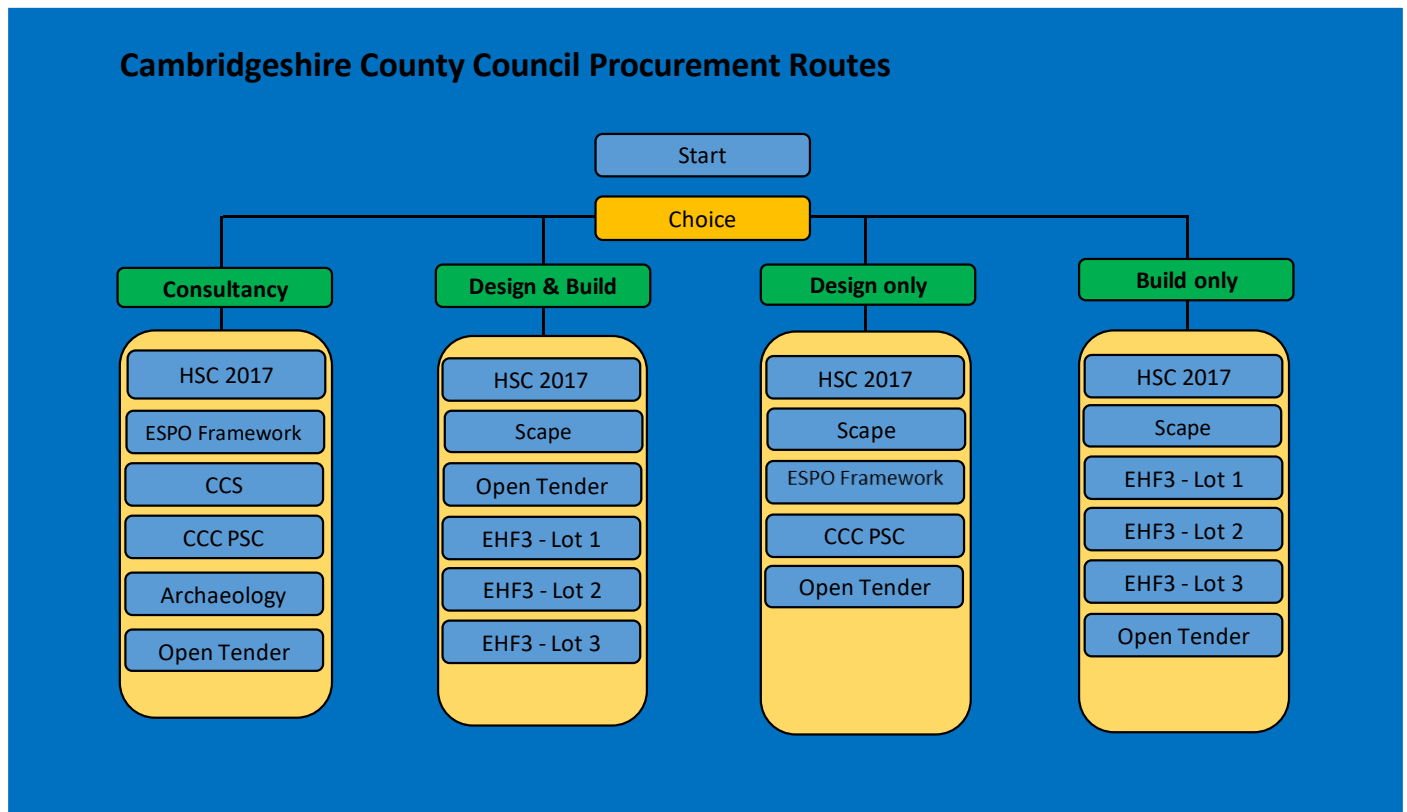 Cambridgeshire County Council Procurement Routes
Start
Choice
Consultancy
HSC 2017
ESPO Framework
CCS
CCC PSC
Archaeology
Open Tender
Design & Build
HSC 2017
Scape
Open Tender
EHF3 - Lot 1
EHF3 - Lot 2
EHF3 - Lot 3
Design only
HSC 2017
Scape
ESPO Framework
CCC PSC
Open Tender
Build only
HSC 2017
Scape
EHF3 - Lot 1
EHF3 - Lot 2
EHF3 - Lot 3
Open Tender